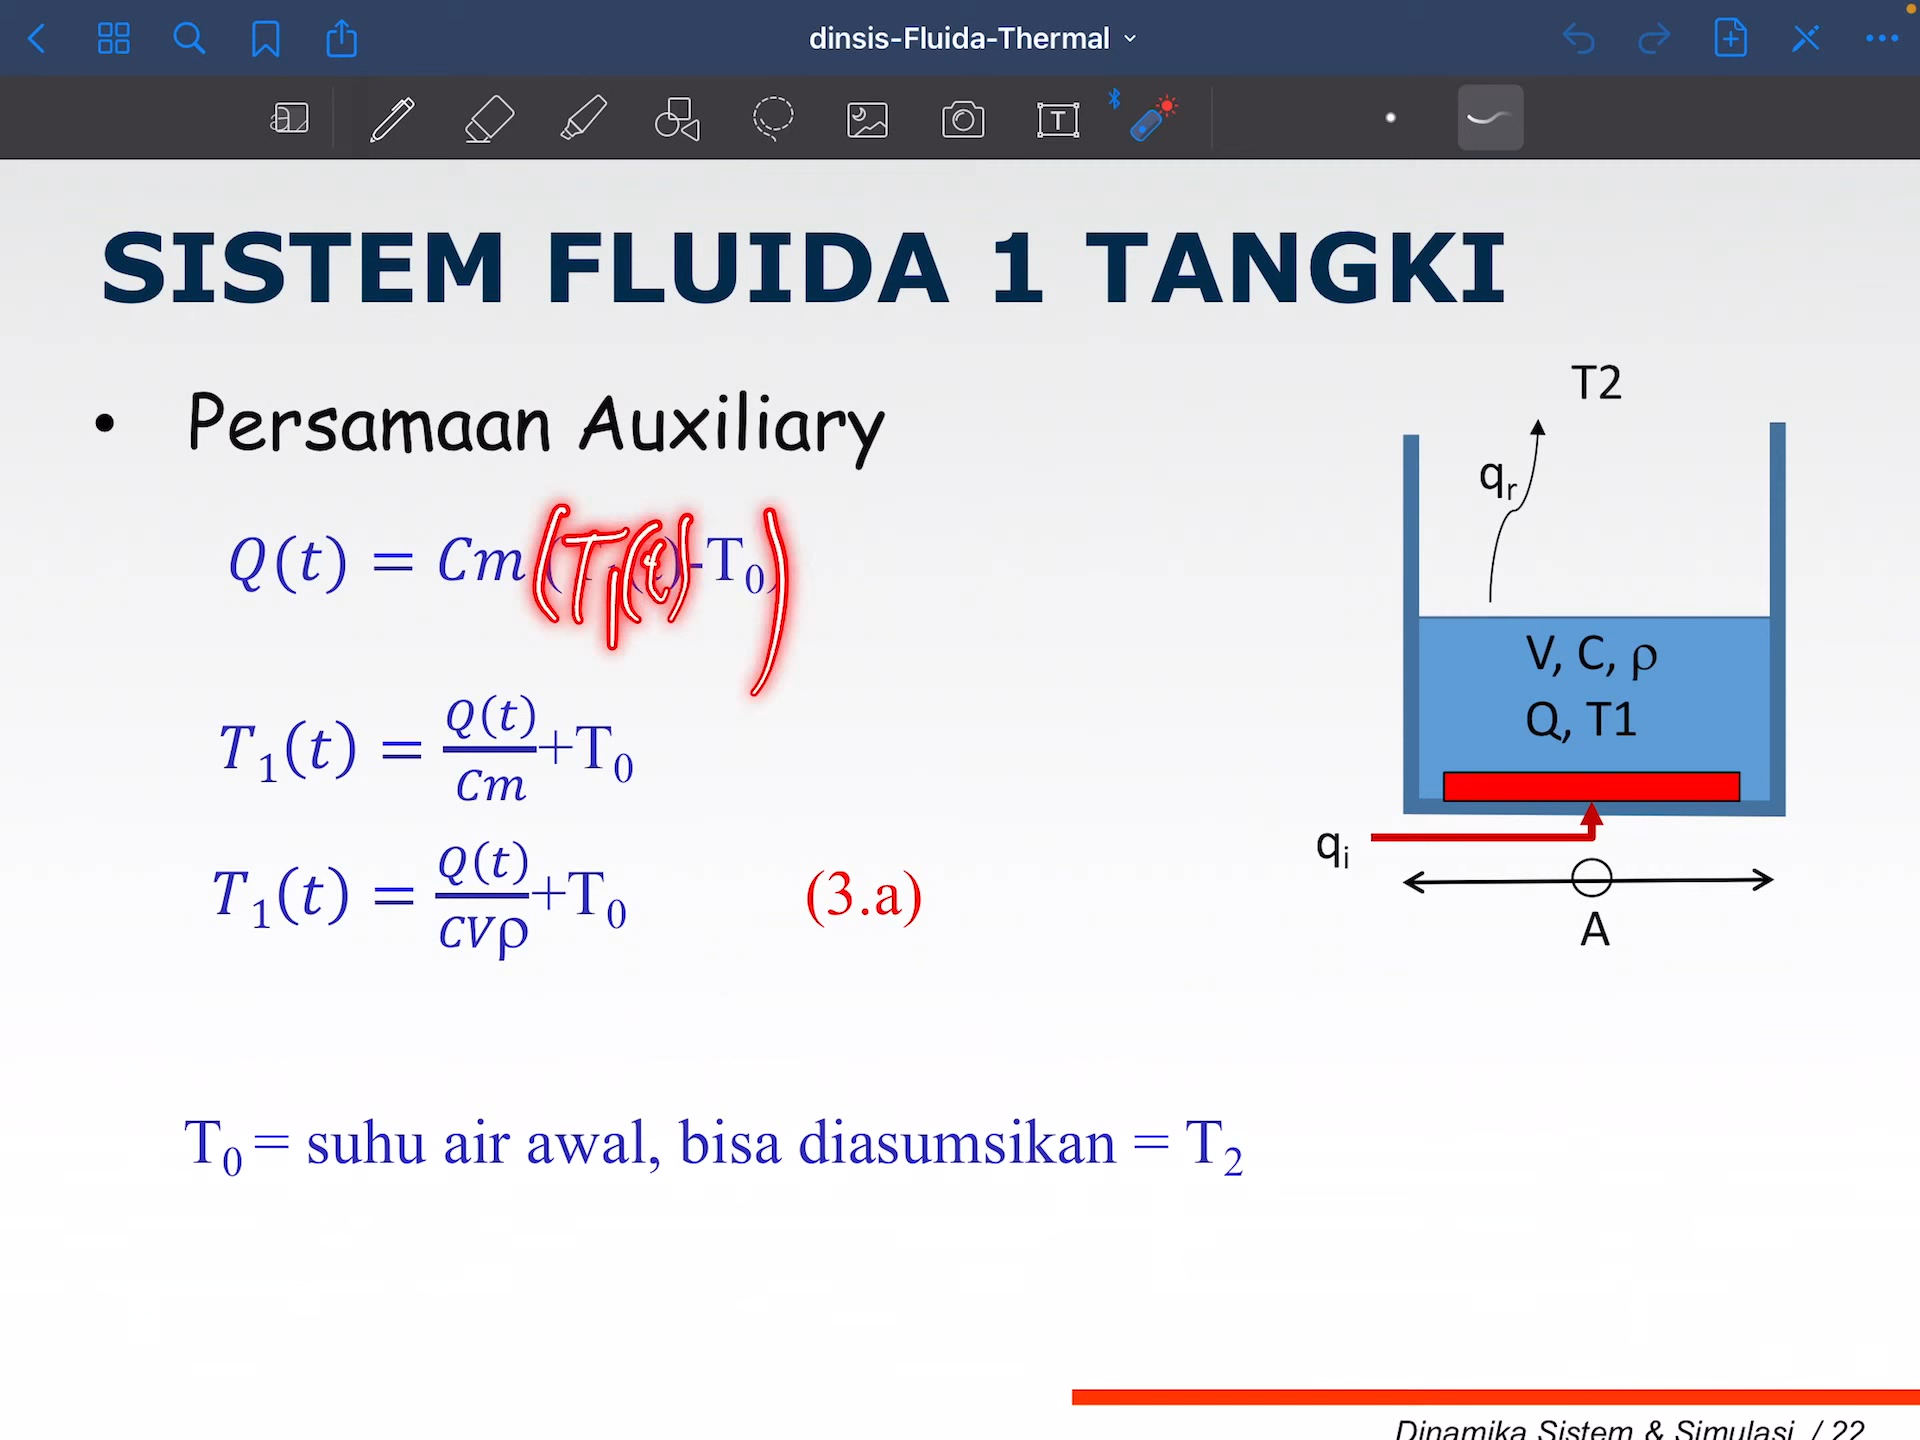 dinsis-Fluida-Thermal
SISTEM FLUIDA 1 TANGKI
• Persamaan Auxiliary
Q(t) = Cm (T₁(t)-T₀)
T₁(t) = Q(t)/Cm +T₀
T₁(t) = Q(t)/CVρ +T₀ (3.a)
T₀ = suhu air awal, bisa diasumsikan = T₂
T2
qᵣ
V, C, ρ
Q, T1
qᵢ
A
Dinamika Sistem & Simulasi / 22